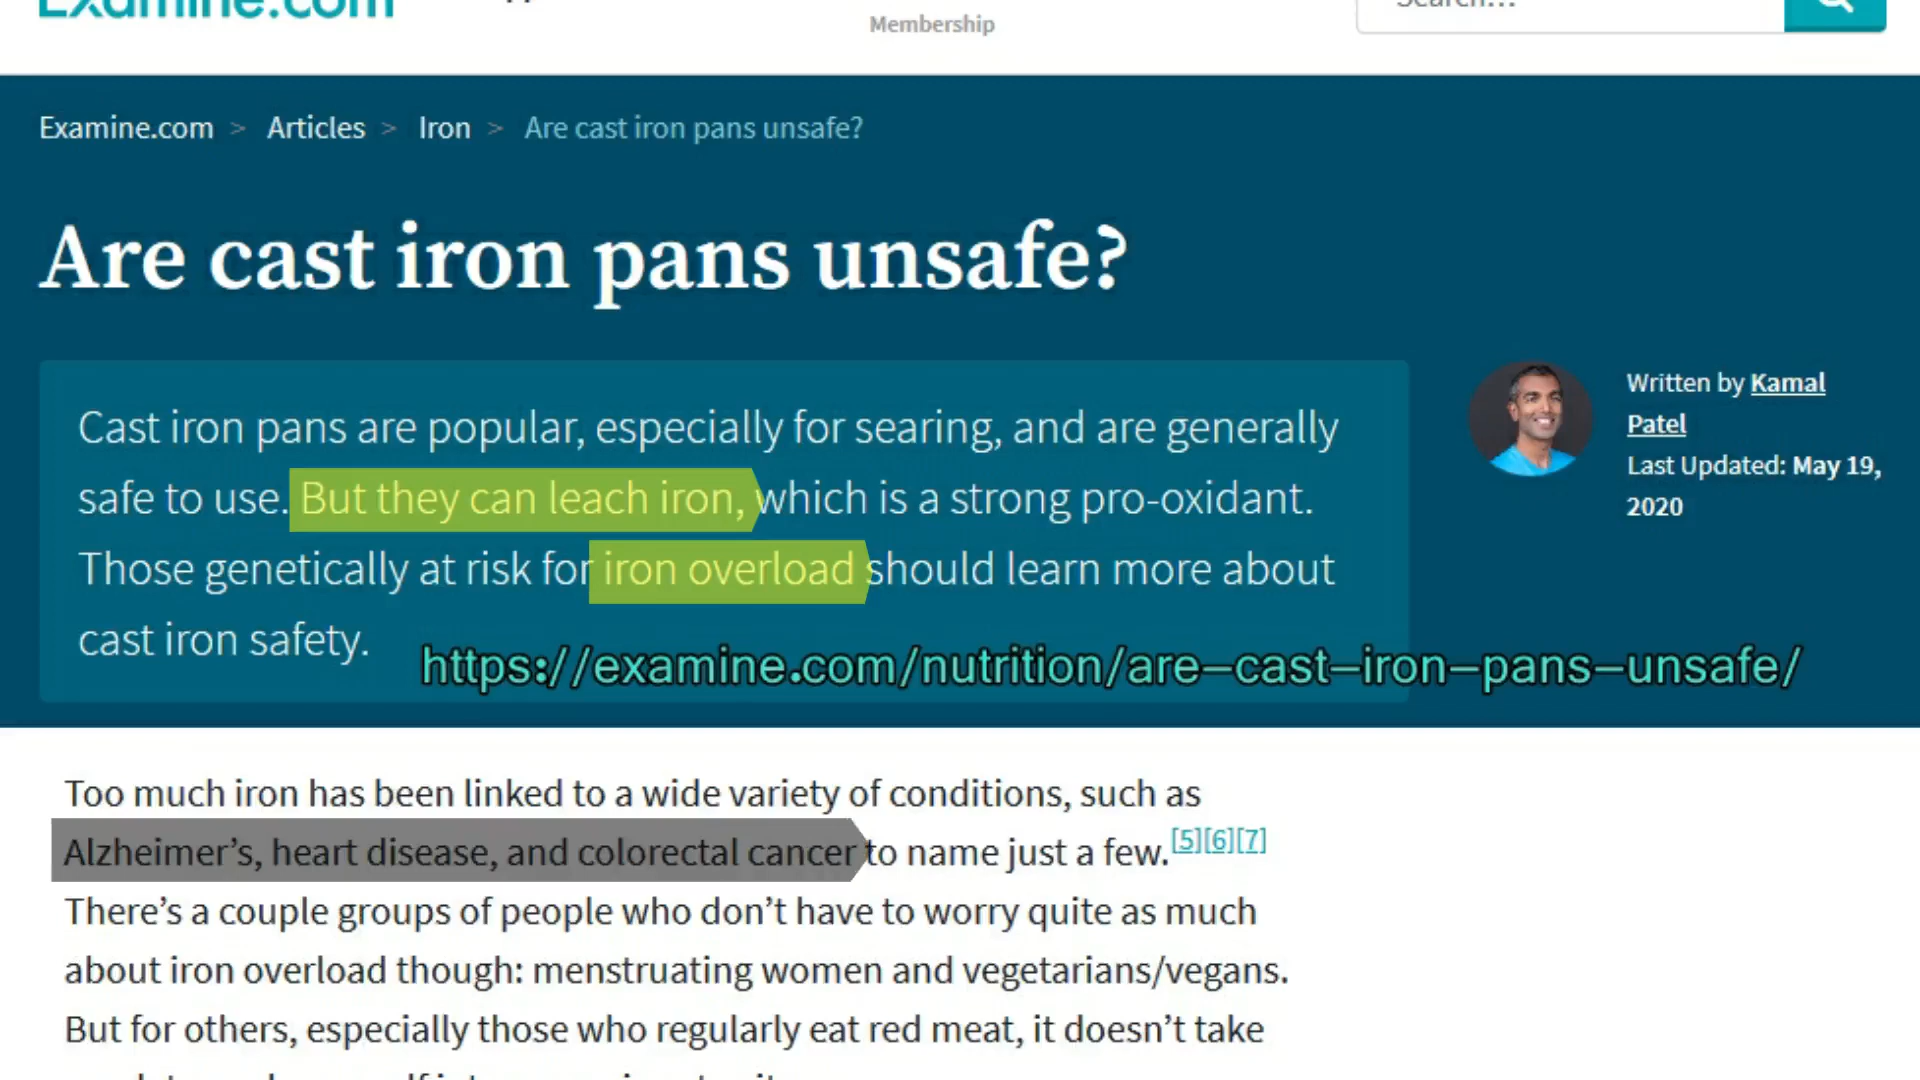 Examine.com
Membership
Search...
Examine.com > Articles > Iron > Are cast iron pans unsafe?
Are cast iron pans unsafe?
Cast iron pans are popular, especially for searing, and are generally
safe to use. But they can leach iron, which is a strong pro-oxidant.
Those genetically at risk for iron overload should learn more about
cast iron safety.
Written by Kamal
Patel
Last Updated: May 19,
2020
https://examine.com/nutrition/are-cast-iron-pans-unsafe/
Too much iron has been linked to a wide variety of conditions, such as
Alzheimer’s, heart disease, and colorectal cancer to name just a few.[5][6][7]
There’s a couple groups of people who don’t have to worry quite as much
about iron overload though: menstruating women and vegetarians/vegans.
But for others, especially those who regularly eat red meat, it doesn’t take